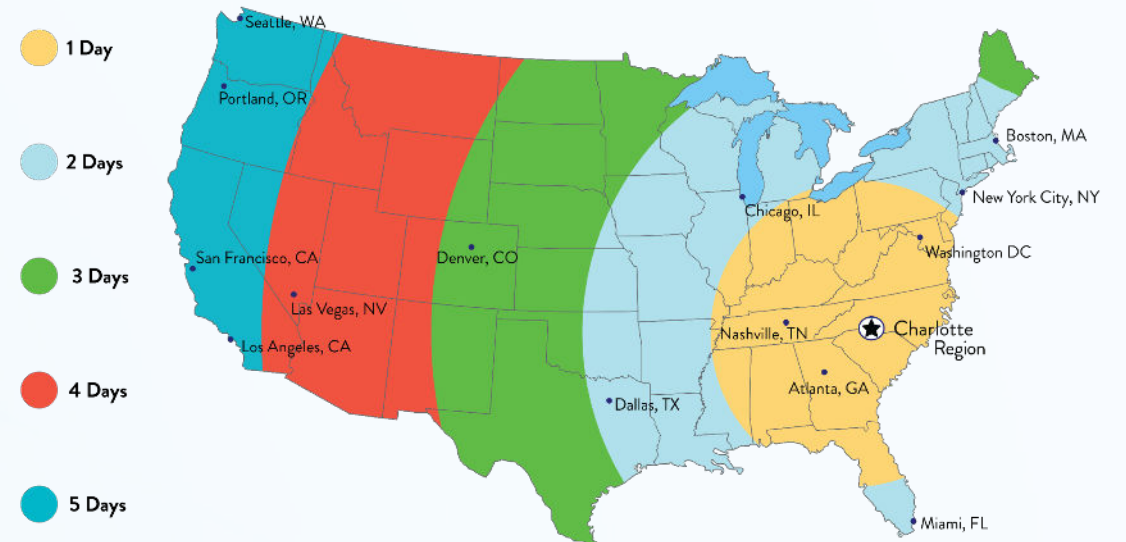 1 Day
2 Days
3 Days
4 Days
5 Days
Seattle, WA
Portland, OR
San Francisco, CA
Las Vegas, NV
Los Angeles, CA
Denver, CO
Dallas, TX
Chicago, IL
Nashville, TN
Atlanta, GA
Charlotte
Region
Washington DC
New York City, NY
Boston, MA
Miami, FL